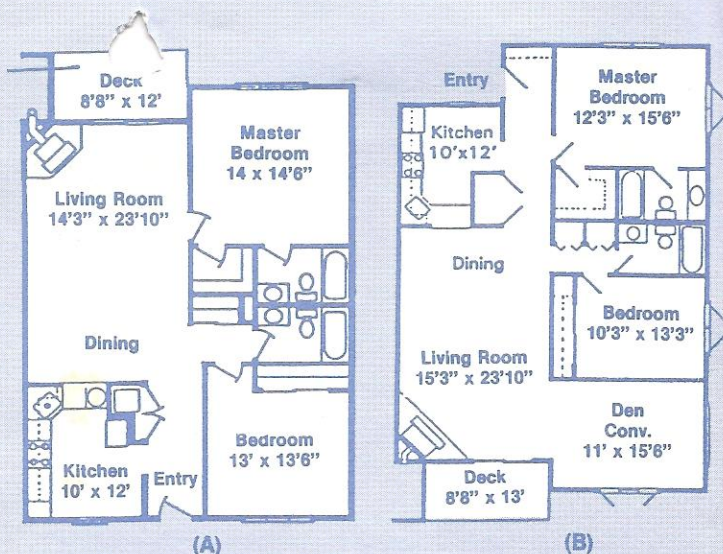 Deck
8'8" x 12'
Master
Bedroom
14 x 14'6"
Living Room
14'3" x 23'10"
Dining
Kitchen
10' x 12'
Entry
Bedroom
13' x 13'6"
(A)
Entry
Master
Bedroom
12'3" x 15'6"
Kitchen
10'x12'
Dining
Bedroom
10'3" x 13'3"
Living Room
15'3" x 23'10"
Den
Conv.
11' x 15'6"
Deck
8'8" x 13'
(B)